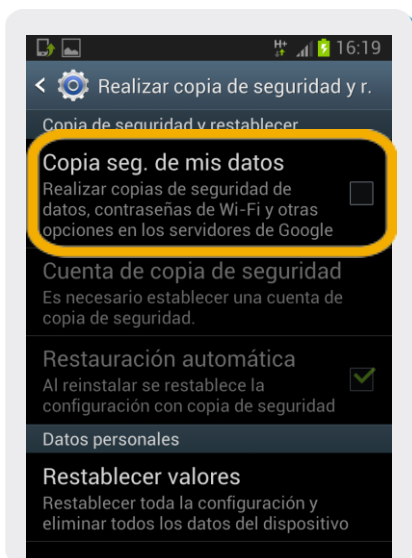 H+ 16:19
< Realizar copia de seguridad y r.
Copia de seguridad y restablecer
Copia seg. de mis datos
Realizar copias de seguridad de
datos, contraseñas de Wi-Fi y otras
opciones en los servidores de Google
Cuenta de copia de seguridad
Es necesario establecer una cuenta de
copia de seguridad.
Restauración automática
Al reinstalar se restablece la
configuración con copia de seguridad
Datos personales
Restablecer valores
Restablecer toda la configuración y
eliminar todos los datos del dispositivo